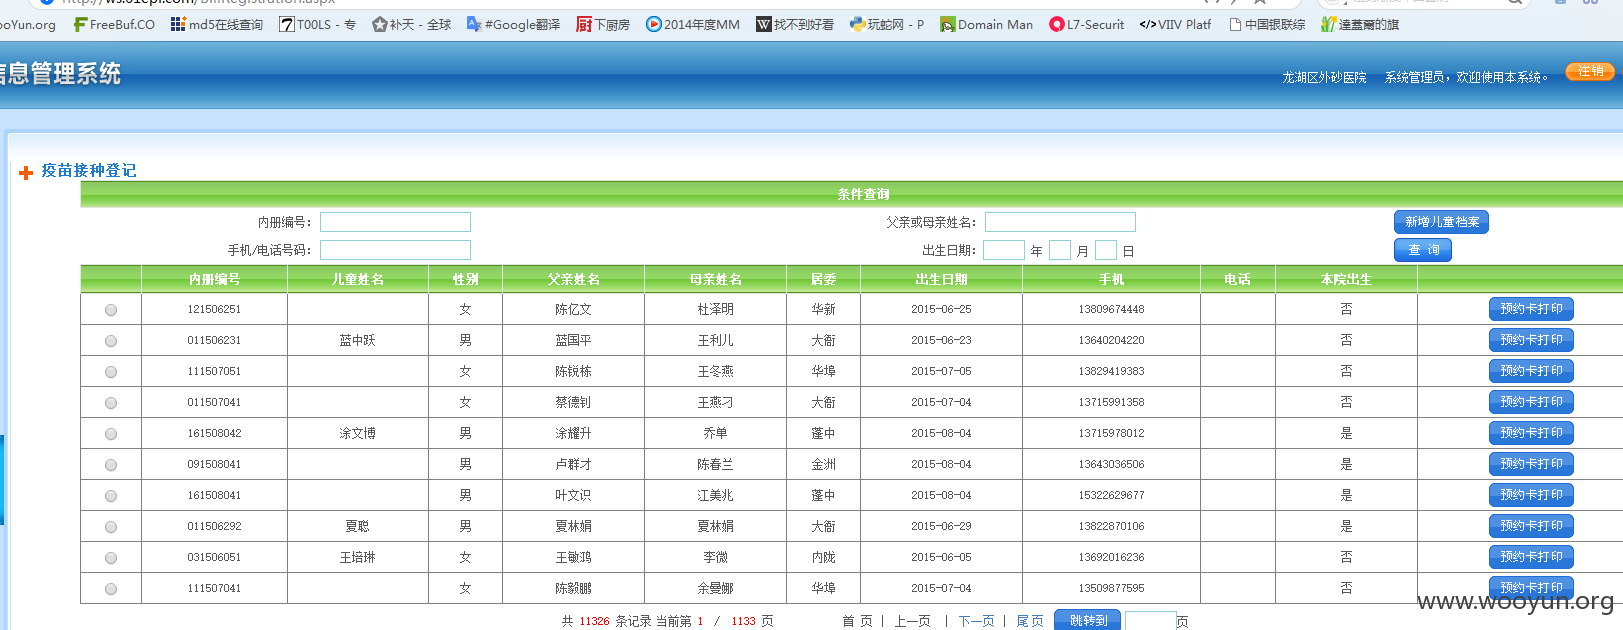 ooYun.org FreeBuf.CO md5在线查询 T00LS - 专 补天 - 全球 #Google翻译 下厨房 2014年度MM 找不到好看 玩蛇网 - P Domain Man L7-Securit VIIV Platf 中国银联综 達蓋爾的旗
信息管理系统
龙湖区外砂医院 系统管理员，欢迎使用本系统。 注销
疫苗接种登记
条件查询
内册编号： 父亲或母亲姓名： 新增儿童档案
手机/电话号码： 出生日期： 年 月 日 查 询
内册编号 儿童姓名 性别 父亲姓名 母亲姓名 居委 出生日期 手机 电话 本院出生
121506251 女 陈亿文 杜泽明 华新 2015-06-25 13809674448 否 预约卡打印
011506231 蓝中跃 男 蓝国平 王利儿 大衙 2015-06-23 13640204220 否 预约卡打印
111507051 女 陈锐栋 王冬燕 华埠 2015-07-05 13829419383 否 预约卡打印
011507041 女 蔡德钊 王燕刁 大衙 2015-07-04 13715991358 否 预约卡打印
161508042 涂文博 男 涂耀升 乔单 蓬中 2015-08-04 13715978012 是 预约卡打印
091508041 男 卢群才 陈春兰 金洲 2015-08-04 13643036506 是 预约卡打印
161508041 男 叶文识 江美兆 蓬中 2015-08-04 15322629677 是 预约卡打印
011506292 夏聪 男 夏林娟 夏林娟 大衙 2015-06-29 13822870106 是 预约卡打印
031506051 王培琳 女 王敏鸿 李微 内陇 2015-06-05 13692016236 否 预约卡打印
111507041 女 陈毅鹏 余曼娜 华埠 2015-07-04 13509877595 否 预约卡打印
共 11326 条记录 当前第 1 / 1133 页 首 页 | 上一页 | 下一页 | 尾 页 跳转到 页
www.wooyun.org